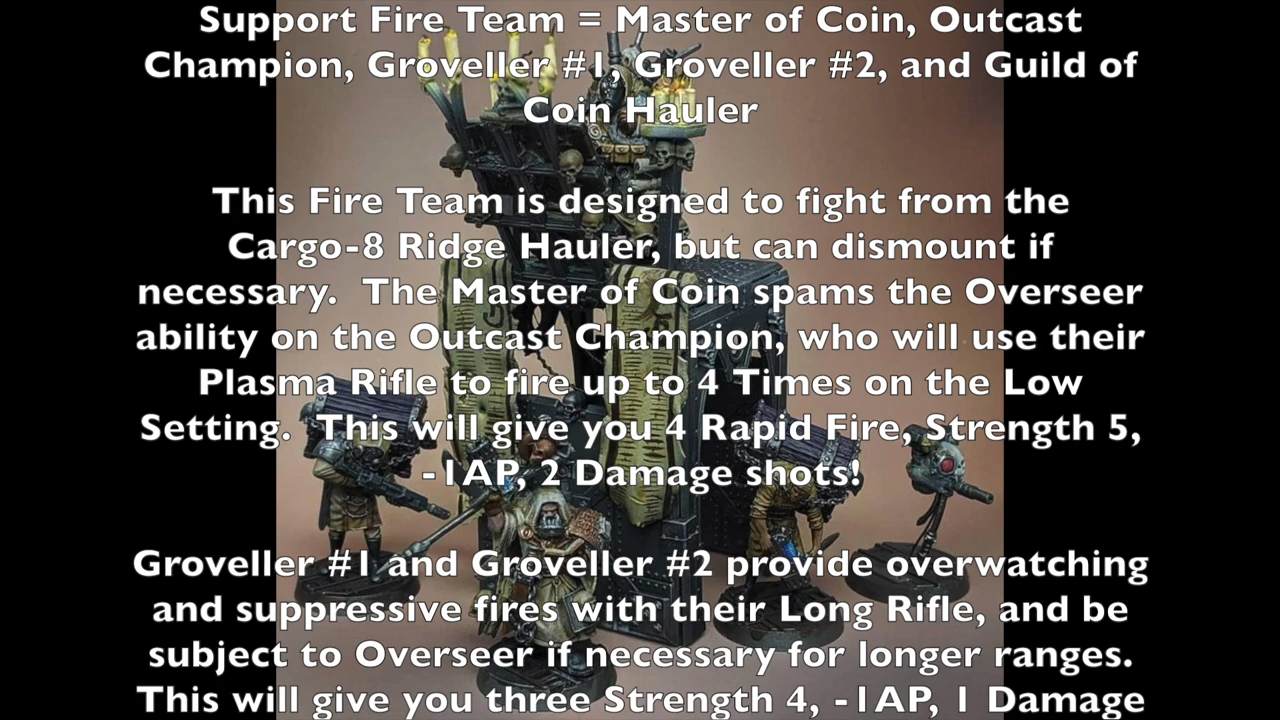 Support Fire Team = Master of Coin, Outcast
Champion, Groveller #1, Groveller #2, and Guild of
Coin Hauler
This Fire Team is designed to fight from the
Cargo-8 Ridge Hauler, but can dismount if
necessary. The Master of Coin spams the Overseer
ability on the Outcast Champion, who will use their
Plasma Rifle to fire up to 4 Times on the Low
Setting. This will give you 4 Rapid Fire, Strength 5,
-1AP, 2 Damage shots!
Groveller #1 and Groveller #2 provide overwatching
and suppressive fires with their Long Rifle, and be
subject to Overseer if necessary for longer ranges.
This will give you three Strength 4, -1AP, 1 Damage